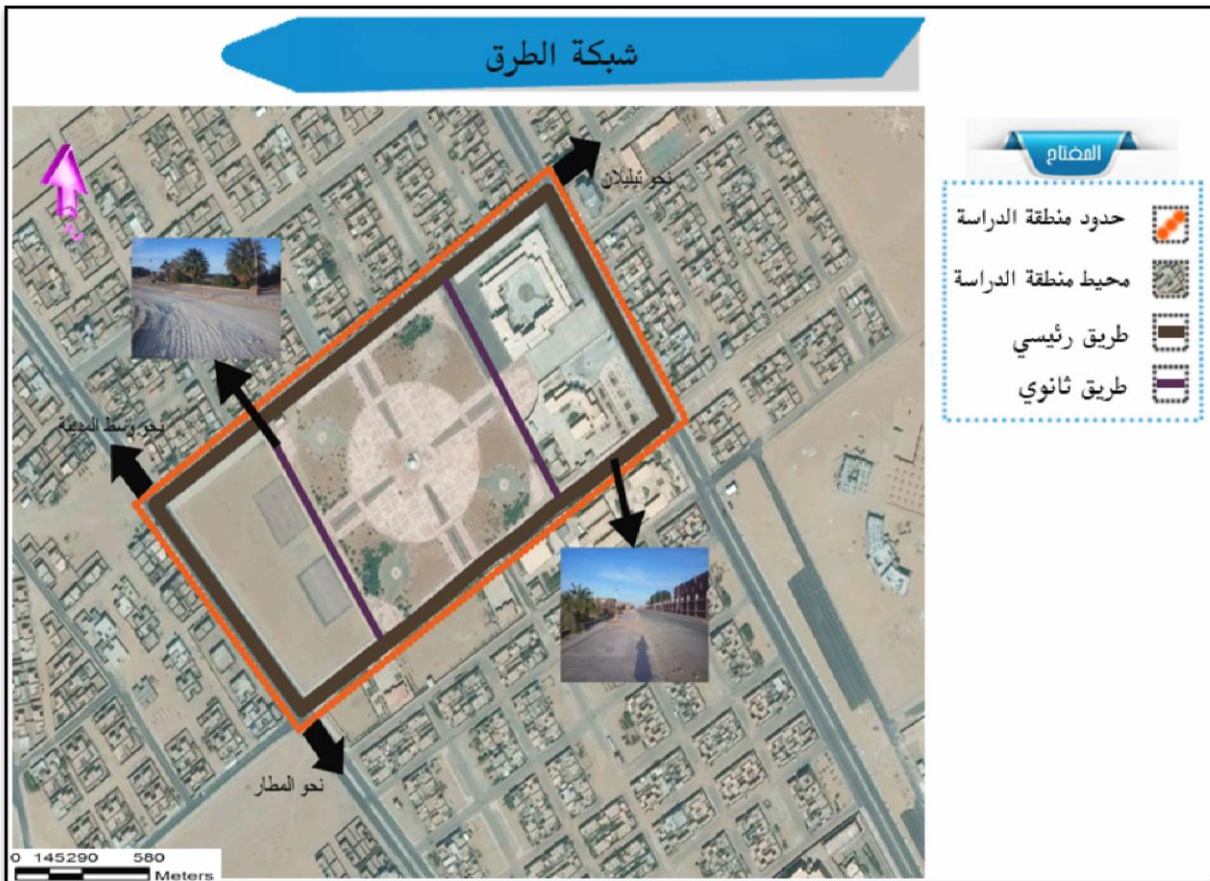 شبكة الطرق
المفتاح
حدود منطقة الدراسة
محيط منطقة الدراسة
طريق رئيسي
طريق ثانوي
نحو تيليلان
نحو وسط المدينة
نحو المطار
0 145290 580
Meters